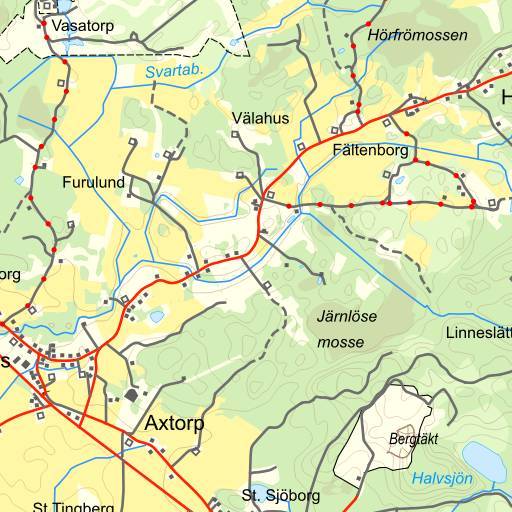 Vasatorp
Hörfrömossen
Svartab.
H
Välahus
Fältenborg
Furulund
org
Järnlöse
mosse
Linneslätt
s
Axtorp
Bergtäkt
Halvsjön
St. Sjöborg
St Tingberg